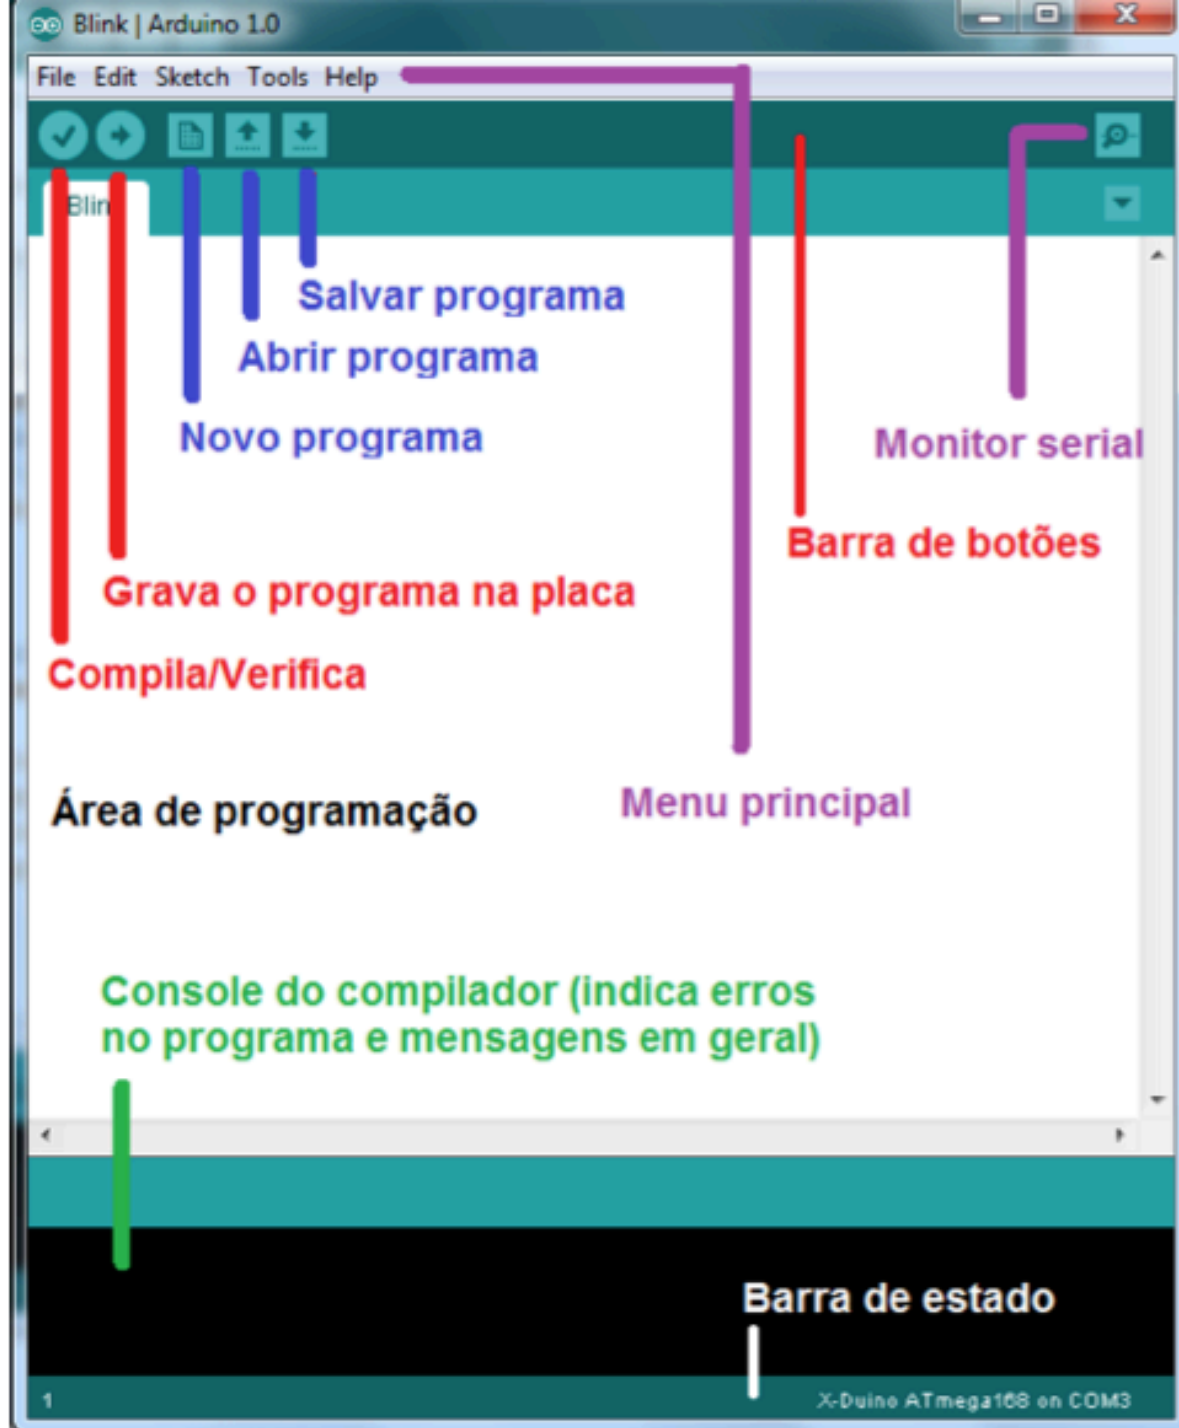 Blink | Arduino 1.0
File Edit Sketch Tools Help
Blin
Salvar programa
Abrir programa
Novo programa
Monitor serial
Barra de botões
Grava o programa na placa
Compila/Verifica
Área de programação
Menu principal
Console do compilador (indica erros
no programa e mensagens em geral)
Barra de estado
1
X-Duino ATmega168 on COM3